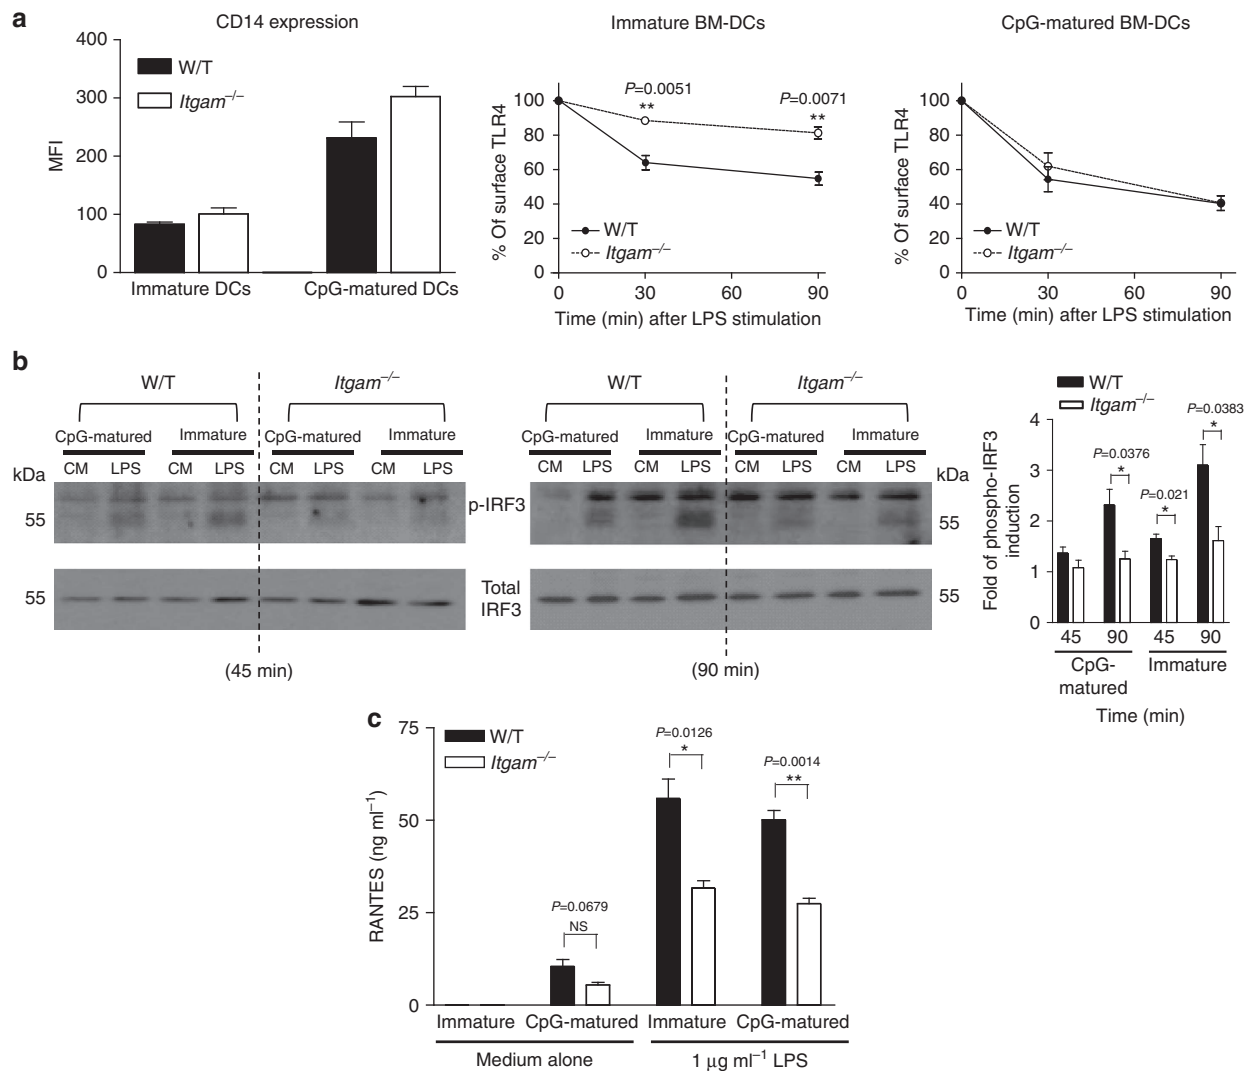 a
CD14 expression
400
300
200
100
0
MFI
W/T
Itgam–/–
Immature DCs
CpG-matured DCs
Immature BM-DCs
100
80
60
40
20
0
% Of surface TLR4
P=0.0051
**
P=0.0071
**
W/T
Itgam–/–
0
30
60
90
Time (min) after LPS stimulation
CpG-matured BM-DCs
100
80
60
40
20
0
% Of surface TLR4
W/T
Itgam–/–
0
30
60
90
Time (min) after LPS stimulation
b
W/T
Itgam–/–
CpG-matured
Immature
CpG-matured
Immature
kDa
CM
LPS
CM
LPS
CM
LPS
CM
LPS
55
55
(45 min)
p-IRF3
Total
IRF3
W/T
Itgam–/–
CpG-matured
Immature
CpG-matured
Immature
CM
LPS
CM
LPS
CM
LPS
CM
LPS
kDa
55
55
(90 min)
W/T
Itgam–/–
4
3
2
1
0
Fold of phospho-IRF3
induction
P=0.0376
*
P=0.021
*
P=0.0383
*
45
90
45
90
CpG-
matured
Immature
Time (min)
c
75
50
25
0
RANTES (ng ml–1)
W/T
Itgam–/–
P=0.0679
NS
P=0.0126
*
P=0.0014
**
Immature
CpG-matured
Immature
CpG-matured
Medium alone
1 μg ml–1 LPS